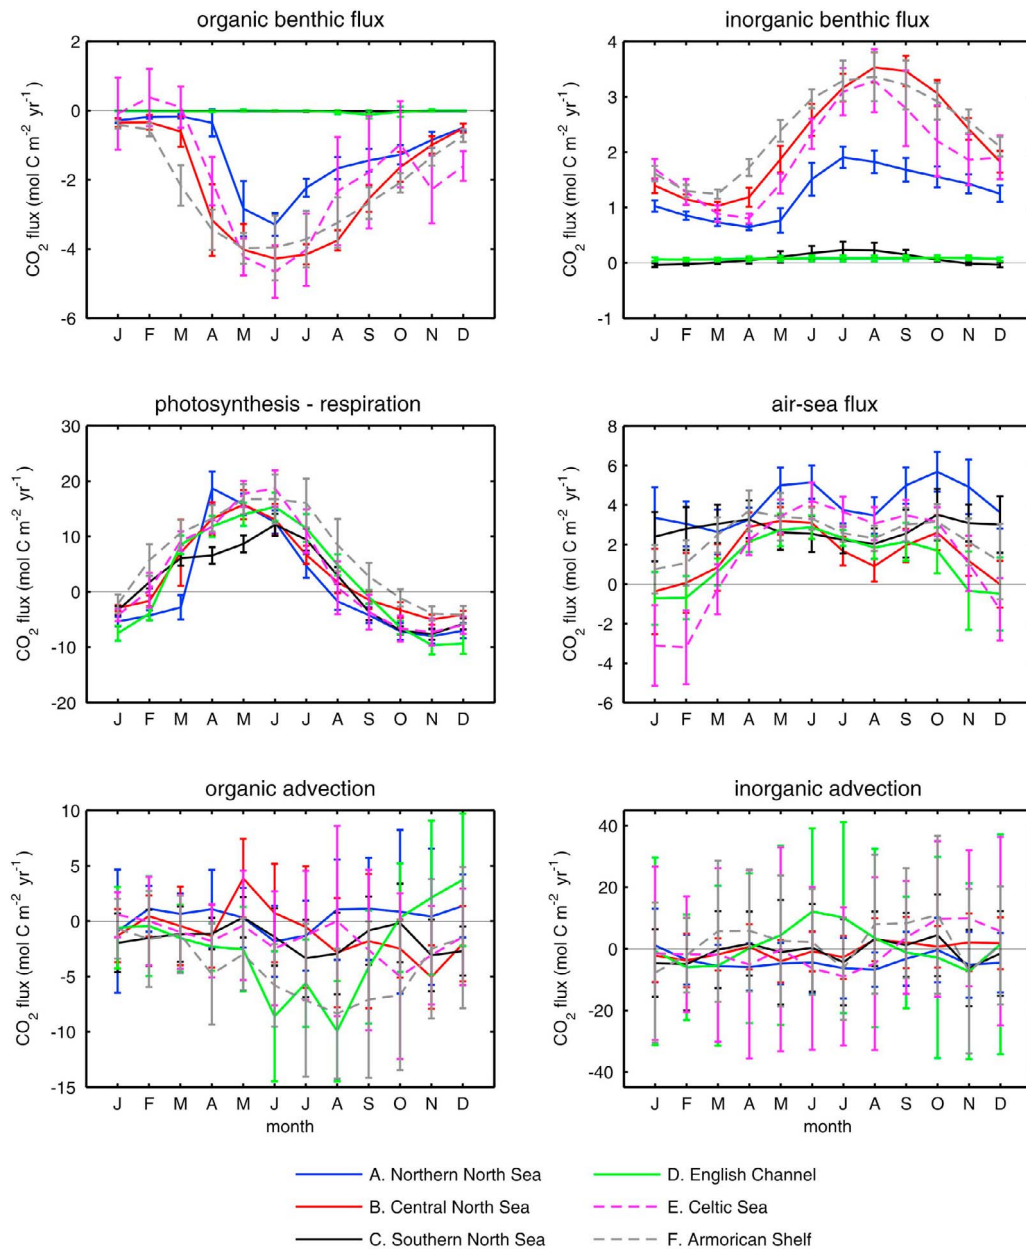 organic benthic flux
CO2 flux (mol C m-2 yr-1)
2
0
-2
-4
-6
J F M A M J J A S O N D
inorganic benthic flux
CO2 flux (mol C m-2 yr-1)
4
3
2
1
0
-1
J F M A M J J A S O N D
photosynthesis - respiration
CO2 flux (mol C m-2 yr-1)
30
20
10
0
-10
-20
J F M A M J J A S O N D
air-sea flux
CO2 flux (mol C m-2 yr-1)
8
6
4
2
0
2
4
6
J F M A M J J A S O N D
organic advection
CO2 flux (mol C m-2 yr-1)
10
5
0
-5
-10
-15
J F M A M J J A S O N D
month
inorganic advection
CO2 flux (mol C m-2 yr-1)
40
20
0
-20
-40
J F M A M J J A S O N D
month
A. Northern North Sea
B. Central North Sea
C. Southern North Sea
D. English Channel
E. Celtic Sea
F. Armorican Shelf